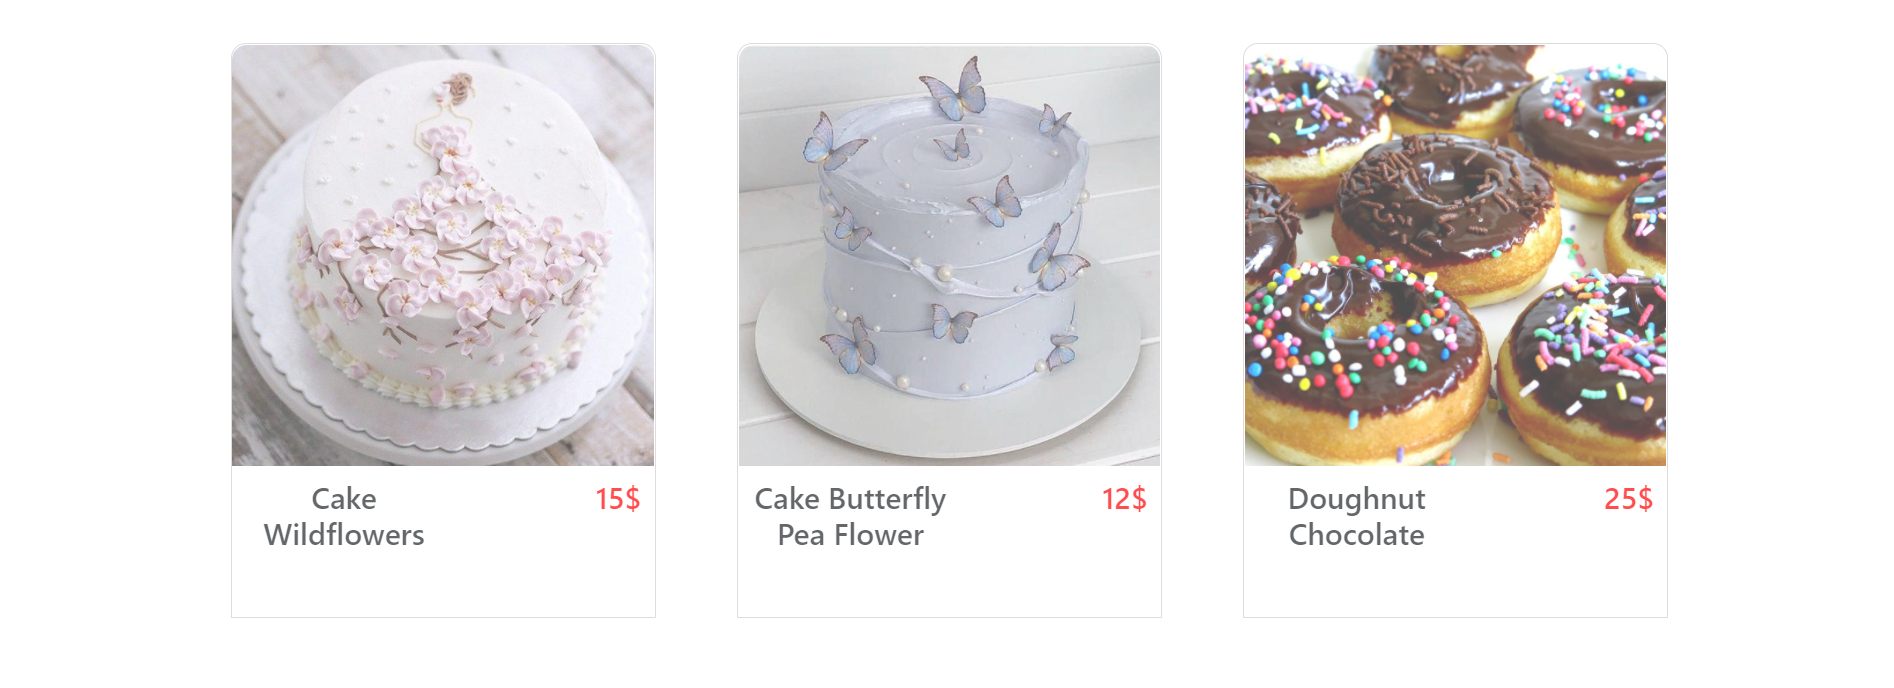 Cake
Wildflowers
15$
Cake Butterfly
Pea Flower
12$
Doughnut
Chocolate
25$